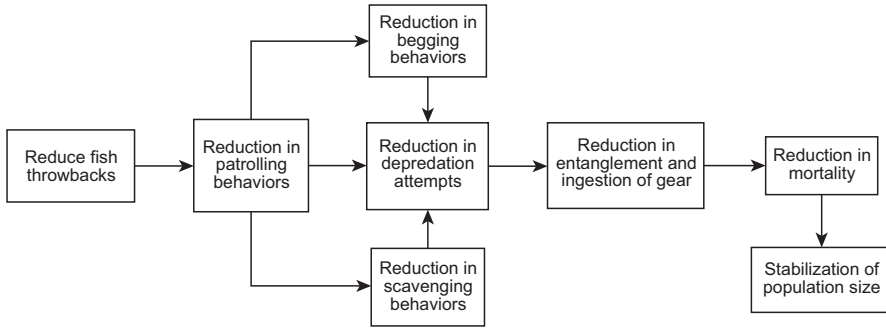 Reduce fish
throwbacks
Reduction in
patrolling
behaviors
Reduction in
begging
behaviors
Reduction in
depredation
attempts
Reduction in
scavenging
behaviors
Reduction in
entanglement and
ingestion of gear
Reduction in
mortality
Stabilization of
population size